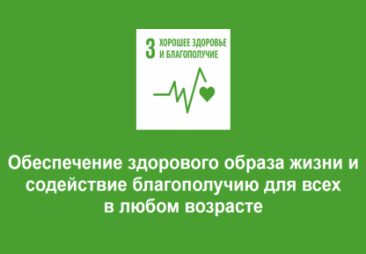 3 ХОРОШЕЕ ЗДОРОВЬЕ
И БЛАГОПОЛУЧИЕ
Обеспечение здорового образа жизни и
содействие благополучию для всех
в любом возрасте